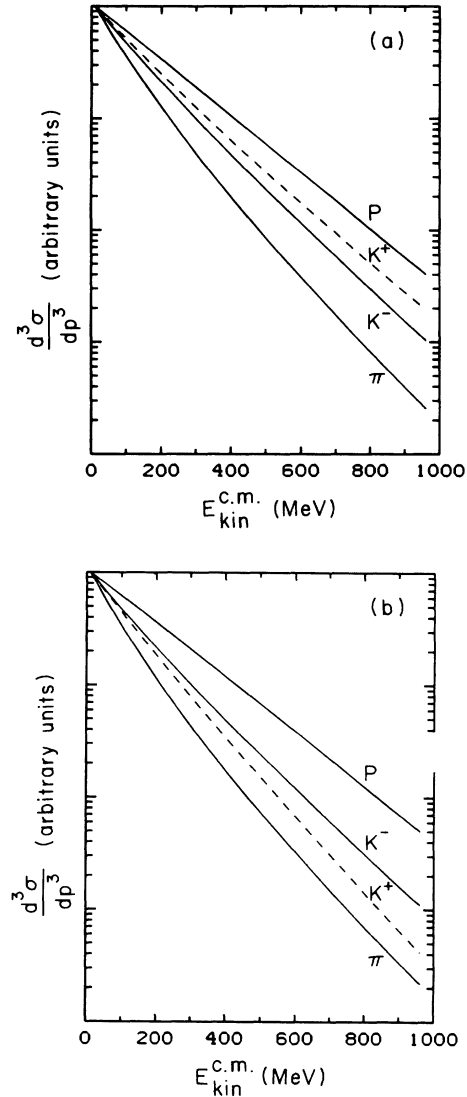 (a)
P
K⁺
K⁻
π
d³σ
dp³
(arbitrary units)
0 200 400 600 800 1000
E_kin^c.m. (MeV)
(b)
P
K⁻
K⁺
π
d³σ
dp³
(arbitrary units)
0 200 400 600 800 1000
E_kin^c.m. (MeV)